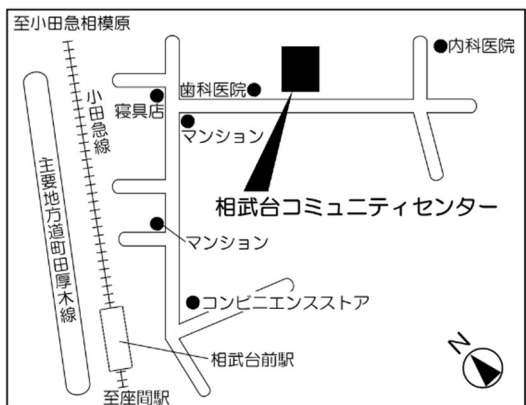 至小田急相模原
内科医院
歯科医院
小田急線
寝具店
マンション
主要地方道町田厚木線
相武台コミュニティセンター
マンション
コンビニエンスストア
N
相武台前駅
至座間駅